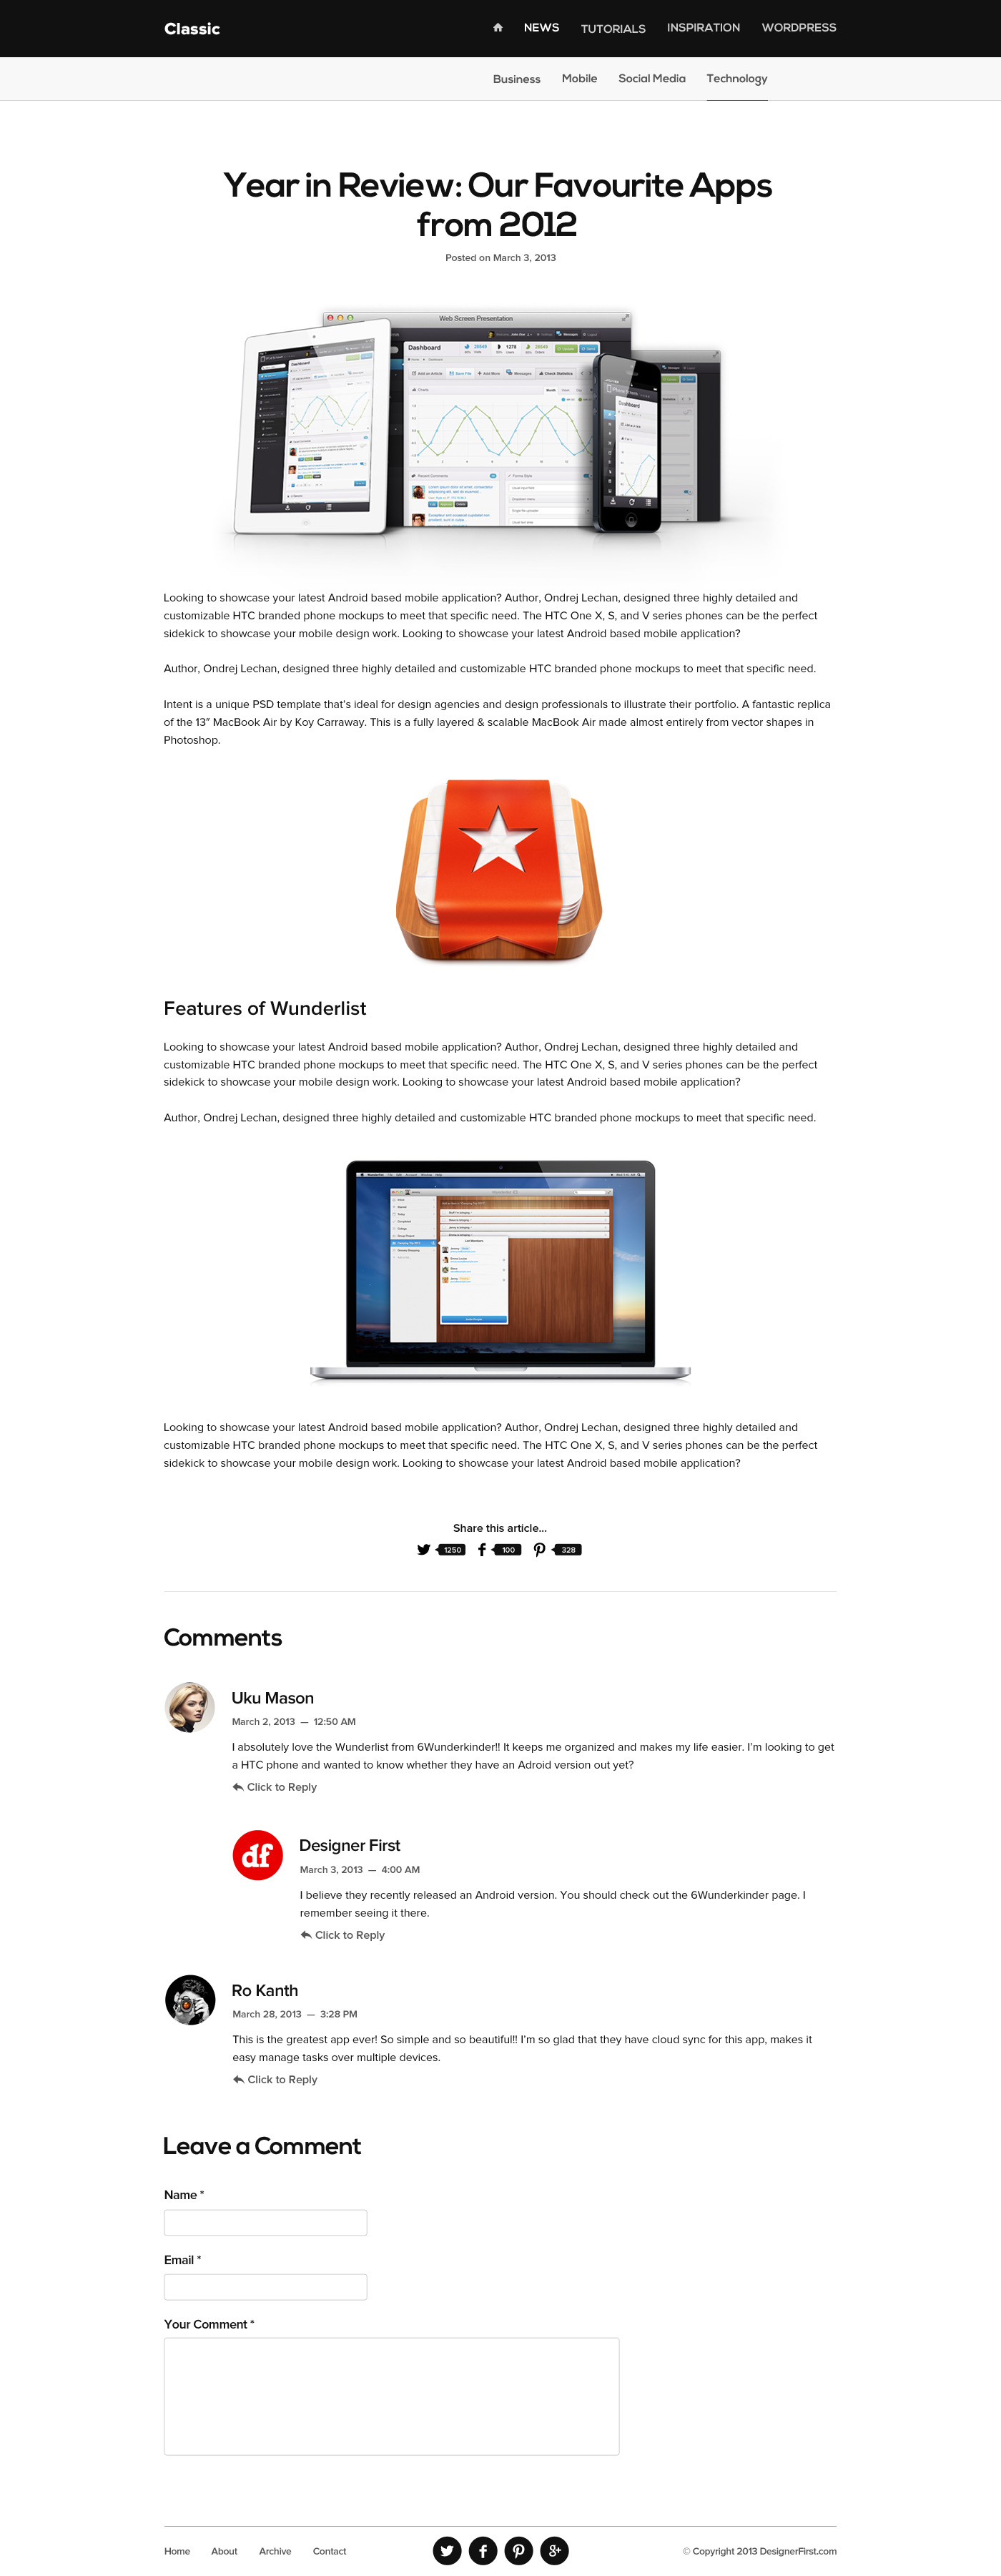 Classic
NEWS TUTORIALS INSPIRATION WORDPRESS
Business Mobile Social Media Technology
Year in Review: Our Favourite Apps
from 2012
Posted on March 3, 2013
Web Screen Presentation
Dashboard
Looking to showcase your latest Android based mobile application? Author, Ondrej Lechan, designed three highly detailed and
customizable HTC branded phone mockups to meet that specific need. The HTC One X, S, and V series phones can be the perfect
sidekick to showcase your mobile design work. Looking to showcase your latest Android based mobile application?
Author, Ondrej Lechan, designed three highly detailed and customizable HTC branded phone mockups to meet that specific need.
Intent is a unique PSD template that's ideal for design agencies and design professionals to illustrate their portfolio. A fantastic replica
of the 13" MacBook Air by Koy Carraway. This is a fully layered & scalable MacBook Air made almost entirely from vector shapes in
Photoshop.
Features of Wunderlist
Looking to showcase your latest Android based mobile application? Author, Ondrej Lechan, designed three highly detailed and
customizable HTC branded phone mockups to meet that specific need. The HTC One X, S, and V series phones can be the perfect
sidekick to showcase your mobile design work. Looking to showcase your latest Android based mobile application?
Author, Ondrej Lechan, designed three highly detailed and customizable HTC branded phone mockups to meet that specific need.
Looking to showcase your latest Android based mobile application? Author, Ondrej Lechan, designed three highly detailed and
customizable HTC branded phone mockups to meet that specific need. The HTC One X, S, and V series phones can be the perfect
sidekick to showcase your mobile design work. Looking to showcase your latest Android based mobile application?
Share this article...
1250 100 328
Comments
Uku Mason
March 2, 2013 — 12:50 AM
I absolutely love the Wunderlist from 6Wunderkinder!! It keeps me organized and makes my life easier. I'm looking to get
a HTC phone and wanted to know whether they have an Adroid version out yet?
Click to Reply
df
Designer First
March 3, 2013 — 4:00 AM
I believe they recently released an Android version. You should check out the 6Wunderkinder page. I
remember seeing it there.
Click to Reply
Ro Kanth
March 28, 2013 — 3:28 PM
This is the greatest app ever! So simple and so beautiful!! I'm so glad that they have cloud sync for this app, makes it
easy manage tasks over multiple devices.
Click to Reply
Leave a Comment
Name *
Email *
Your Comment *
Home About Archive Contact
© Copyright 2013 DesignerFirst.com